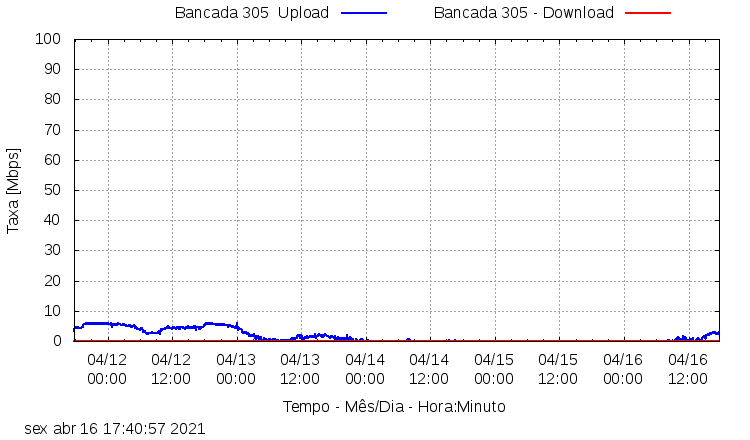 Bancada 305  Upload
Bancada 305 - Download
100
90
80
70
60
50
40
30
20
10
0
Taxa [Mbps]
04/12 04/12 04/13 04/13 04/14 04/14 04/15 04/15 04/16 04/16
00:00 12:00 00:00 12:00 00:00 12:00 00:00 12:00 00:00 12:00
Tempo - Mês/Dia - Hora:Minuto
sex abr 16 17:40:57 2021